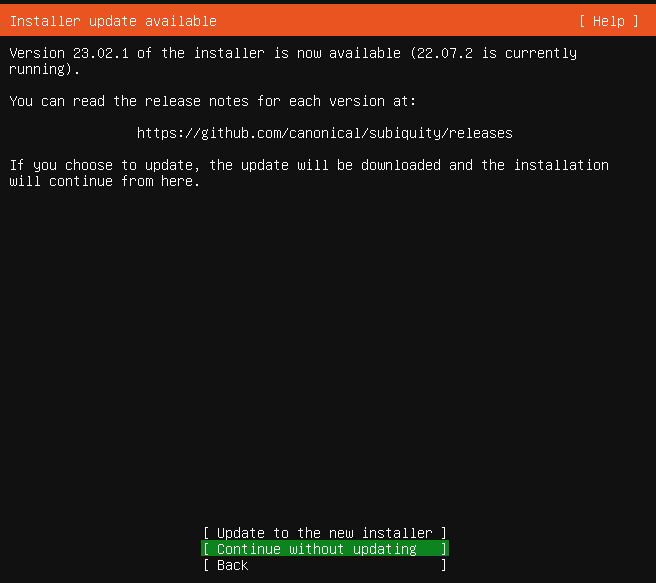 Installer update available [ Help ]
Version 23.02.1 of the installer is now available (22.07.2 is currently
running).
You can read the release notes for each version at:
https://github.com/canonical/subiquity/releases
If you choose to update, the update will be downloaded and the installation
will continue from here.
[ Update to the new installer ]
[ Continue without updating ]
[ Back ]